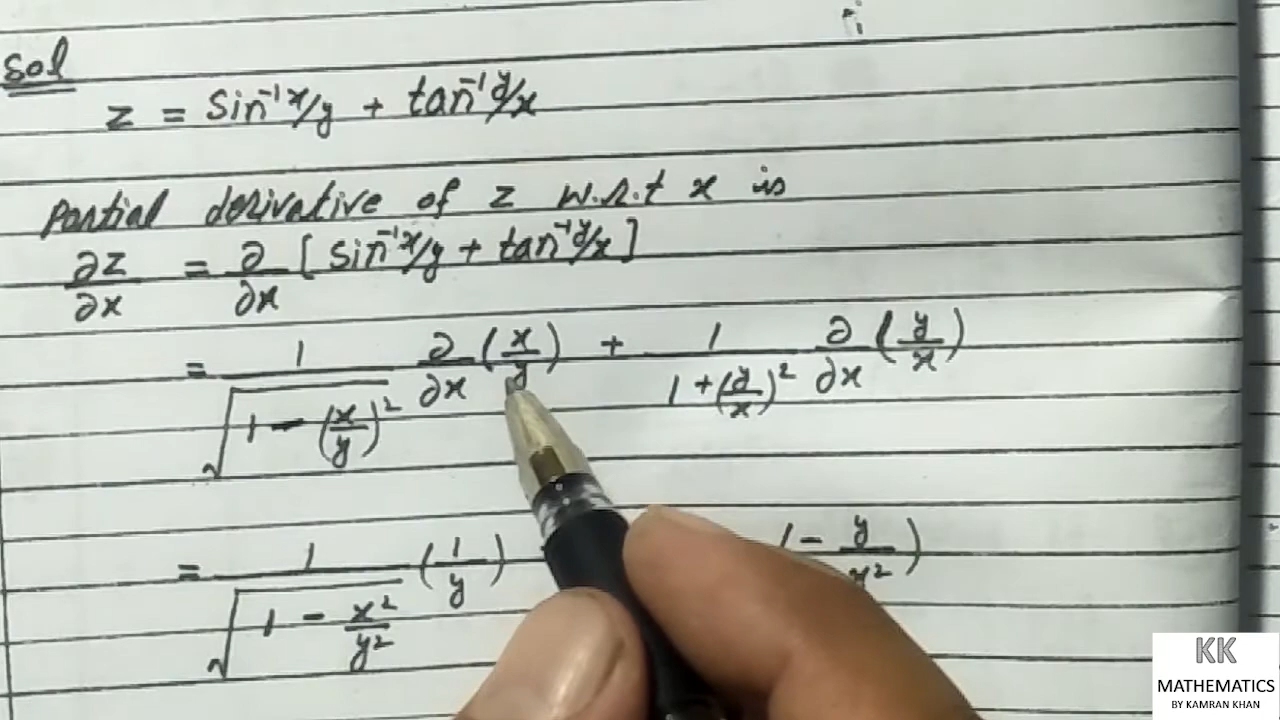 Sol
z = Sin⁻¹x/y + tan⁻¹y/x
Partial derivative of z w.r.t x is
∂z/∂x = ∂/∂x [Sin⁻¹x/y + tan⁻¹y/x]
= 1/√(1 - (x/y)²) ∂/∂x (x/y) + 1/(1 + (y/x)²) ∂/∂x (y/x)
= 1/√(1 - x²/y²) (1/y) - y/x²)
KK
MATHEMATICS
BY KAMRAN KHAN